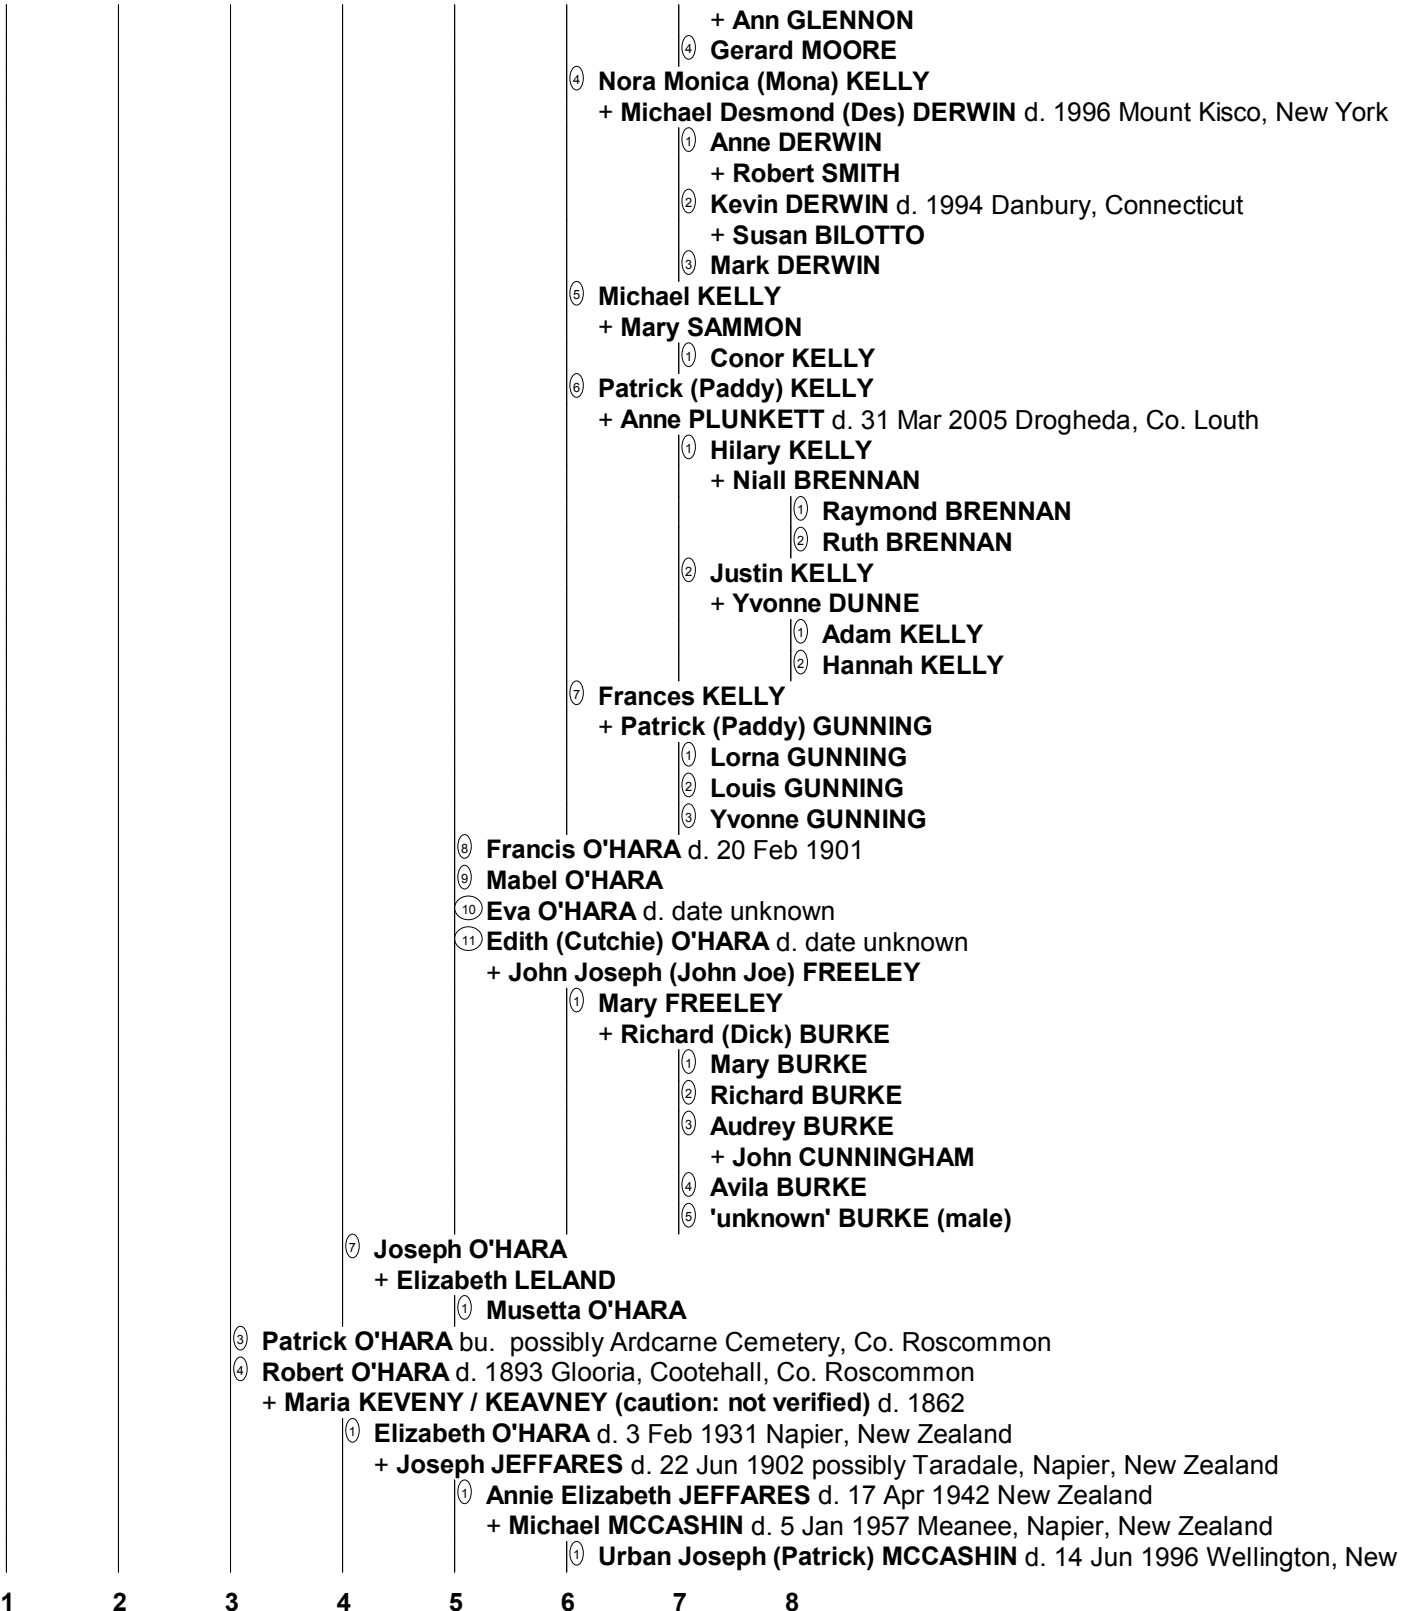 + Ann GLENNON
4 Gerard MOORE
4 Nora Monica (Mona) KELLY
+ Michael Desmond (Des) DERWIN d. 1996 Mount Kisco, New York
1 Anne DERWIN
+ Robert SMITH
2 Kevin DERWIN d. 1994 Danbury, Connecticut
+ Susan BILOTTO
3 Mark DERWIN
5 Michael KELLY
+ Mary SAMMON
1 Conor KELLY
6 Patrick (Paddy) KELLY
+ Anne PLUNKETT d. 31 Mar 2005 Drogheda, Co. Louth
1 Hilary KELLY
+ Niall BRENNAN
1 Raymond BRENNAN
2 Ruth BRENNAN
2 Justin KELLY
+ Yvonne DUNNE
1 Adam KELLY
2 Hannah KELLY
7 Frances KELLY
+ Patrick (Paddy) GUNNING
1 Lorna GUNNING
2 Louis GUNNING
3 Yvonne GUNNING
8 Francis O'HARA d. 20 Feb 1901
9 Mabel O'HARA
10 Eva O'HARA d. date unknown
11 Edith (Cutchie) O'HARA d. date unknown
+ John Joseph (John Joe) FREELEY
1 Mary FREELEY
+ Richard (Dick) BURKE
1 Mary BURKE
2 Richard BURKE
3 Audrey BURKE
+ John CUNNINGHAM
4 Avila BURKE
5 'unknown' BURKE (male)
7 Joseph O'HARA
+ Elizabeth LELAND
1 Musetta O'HARA
3 Patrick O'HARA bu. possibly Ardcarne Cemetery, Co. Roscommon
4 Robert O'HARA d. 1893 Glooria, Cootehall, Co. Roscommon
+ Maria KEVENY / KEAVNEY (caution: not verified) d. 1862
1 Elizabeth O'HARA d. 3 Feb 1931 Napier, New Zealand
+ Joseph JEFFARES d. 22 Jun 1902 possibly Taradale, Napier, New Zealand
1 Annie Elizabeth JEFFARES d. 17 Apr 1942 New Zealand
+ Michael MCCASHIN d. 5 Jan 1957 Meanee, Napier, New Zealand
1 Urban Joseph (Patrick) MCCASHIN d. 14 Jun 1996 Wellington, New
1 2 3 4 5 6 7 8